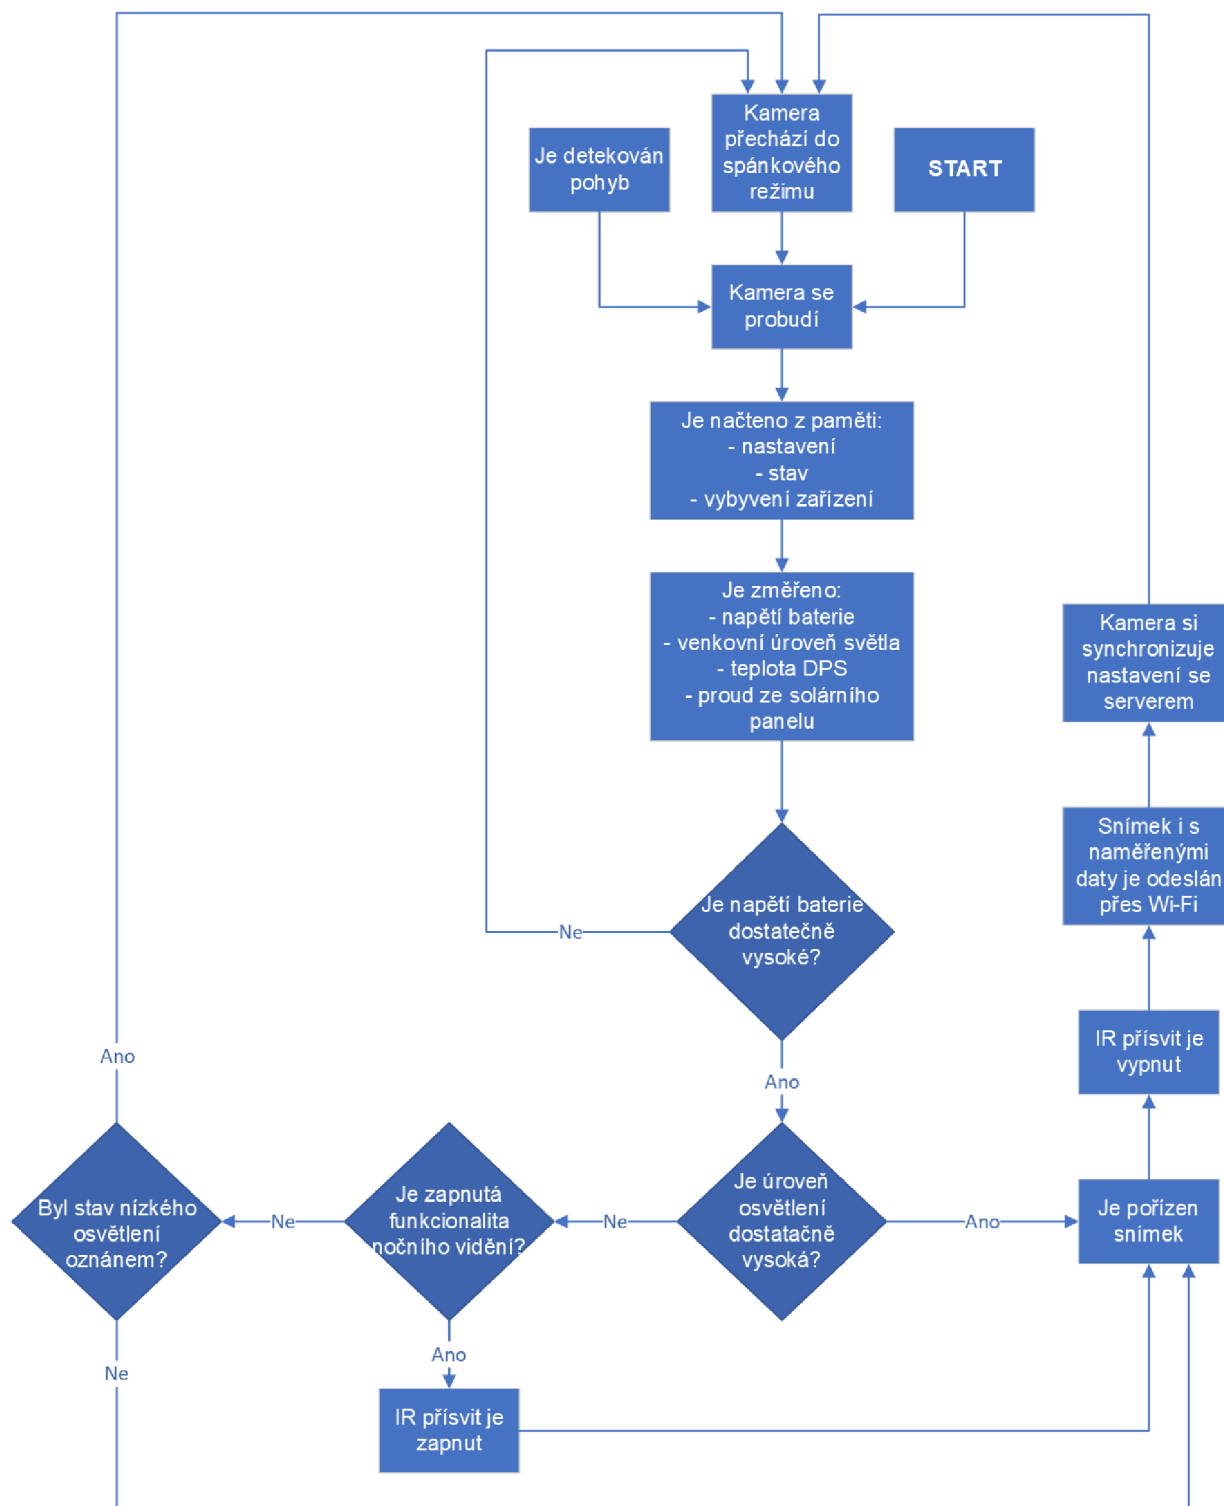 Kamera
přechází do
spánkového
režimu
Je detekován
pohyb
START
Kamera se
probudí
Je načteno z paměti:
- nastavení
- stav
- vybyvení zařízení
Je změřeno:
- napětí baterie
- venkovní úroveň světla
- teplota DPS
- proud ze solárního
panelu
Kamera si
synchronizuje
nastavení se
serverem
Snímek i s
naměřenými
daty je odeslán
přes Wi-Fi
Je napětí baterie
dostatečně
vysoké?
Ne
Ano
IR přísvit je
vypnut
Ano
Byl stav nízkého
osvětlení
oznánem?
Ne
Je zapnutá
funkcionalita
nočního vidění?
Ne
Je úroveň
osvětlení
dostatačně
vysoká?
Ano
Je pořízen
snímek
Ne
Ano
IR přísvit je
zapnut